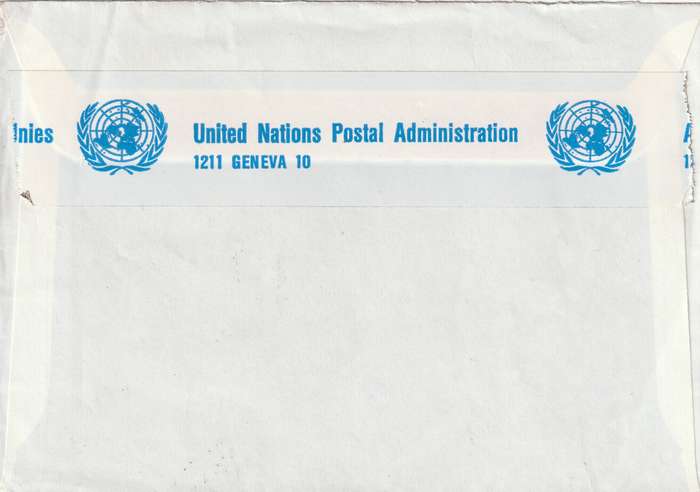 nies
United Nations Postal Administration
1211 GENEVA 10